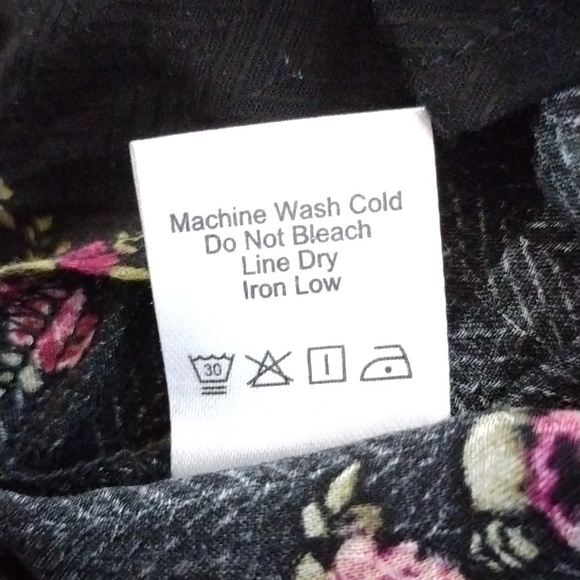 Machine Wash Cold
Do Not Bleach
Line Dry
Iron Low
30